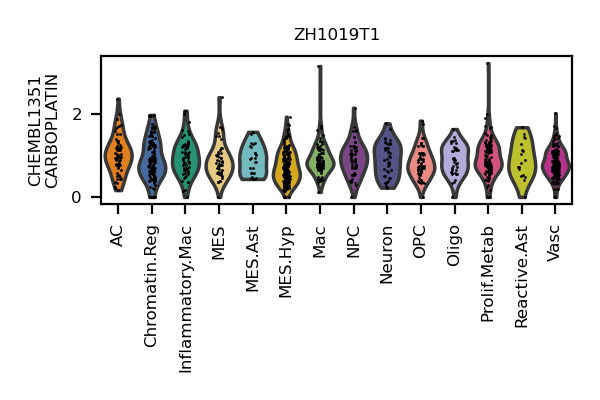 ZH1019T1
CHEMBL1351
CARBOPLATIN
2
0
AC
Chromatin.Reg
Inflammatory.Mac
MES
MES.Ast
MES.Hyp
Mac
NPC
Neuron
OPC
Oligo
Prolif.Metab
Reactive.Ast
Vasc